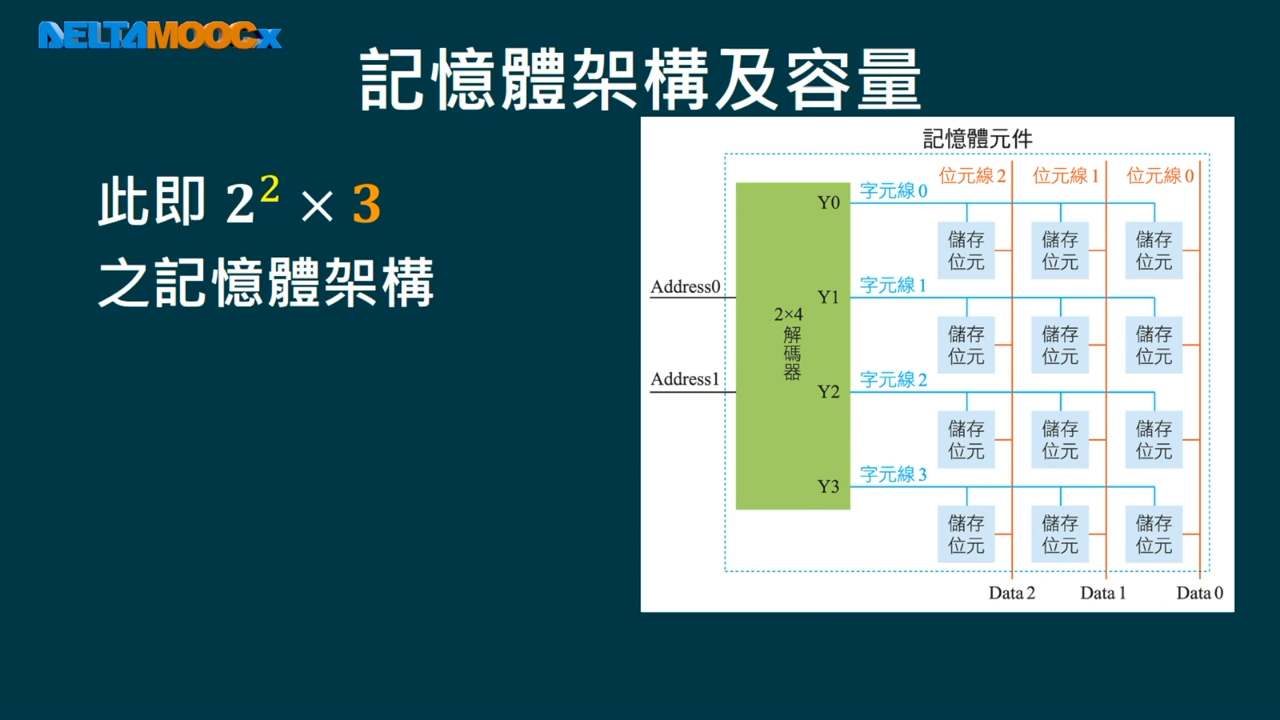 DELTAMOOCx
記憶體架構及容量
此即 2² × 3
之記憶體架構
記憶體元件
位元線2 位元線1 位元線0
Y0 字元線0
儲存位元 儲存位元 儲存位元
Address0
Y1 字元線1
2×4解碼器
儲存位元 儲存位元 儲存位元
Address1
Y2 字元線2
儲存位元 儲存位元 儲存位元
Y3 字元線3
儲存位元 儲存位元 儲存位元
Data 2 Data 1 Data 0